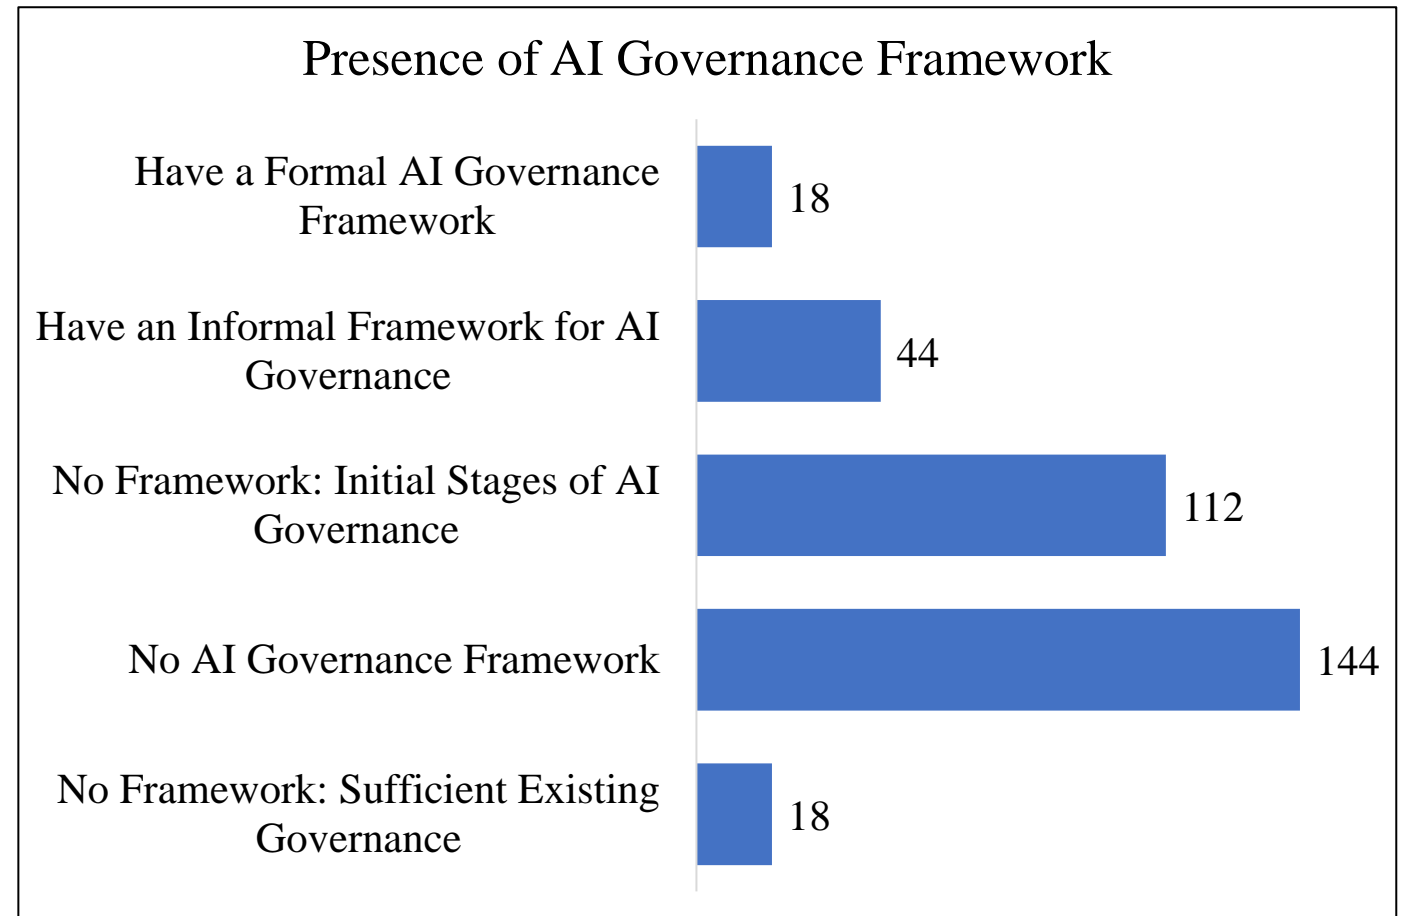 Presence of AI Governance Framework
Have a Formal AI Governance
Framework
18
Have an Informal Framework for AI
Governance
44
No Framework: Initial Stages of AI
Governance
112
No AI Governance Framework
144
No Framework: Sufficient Existing
Governance
18